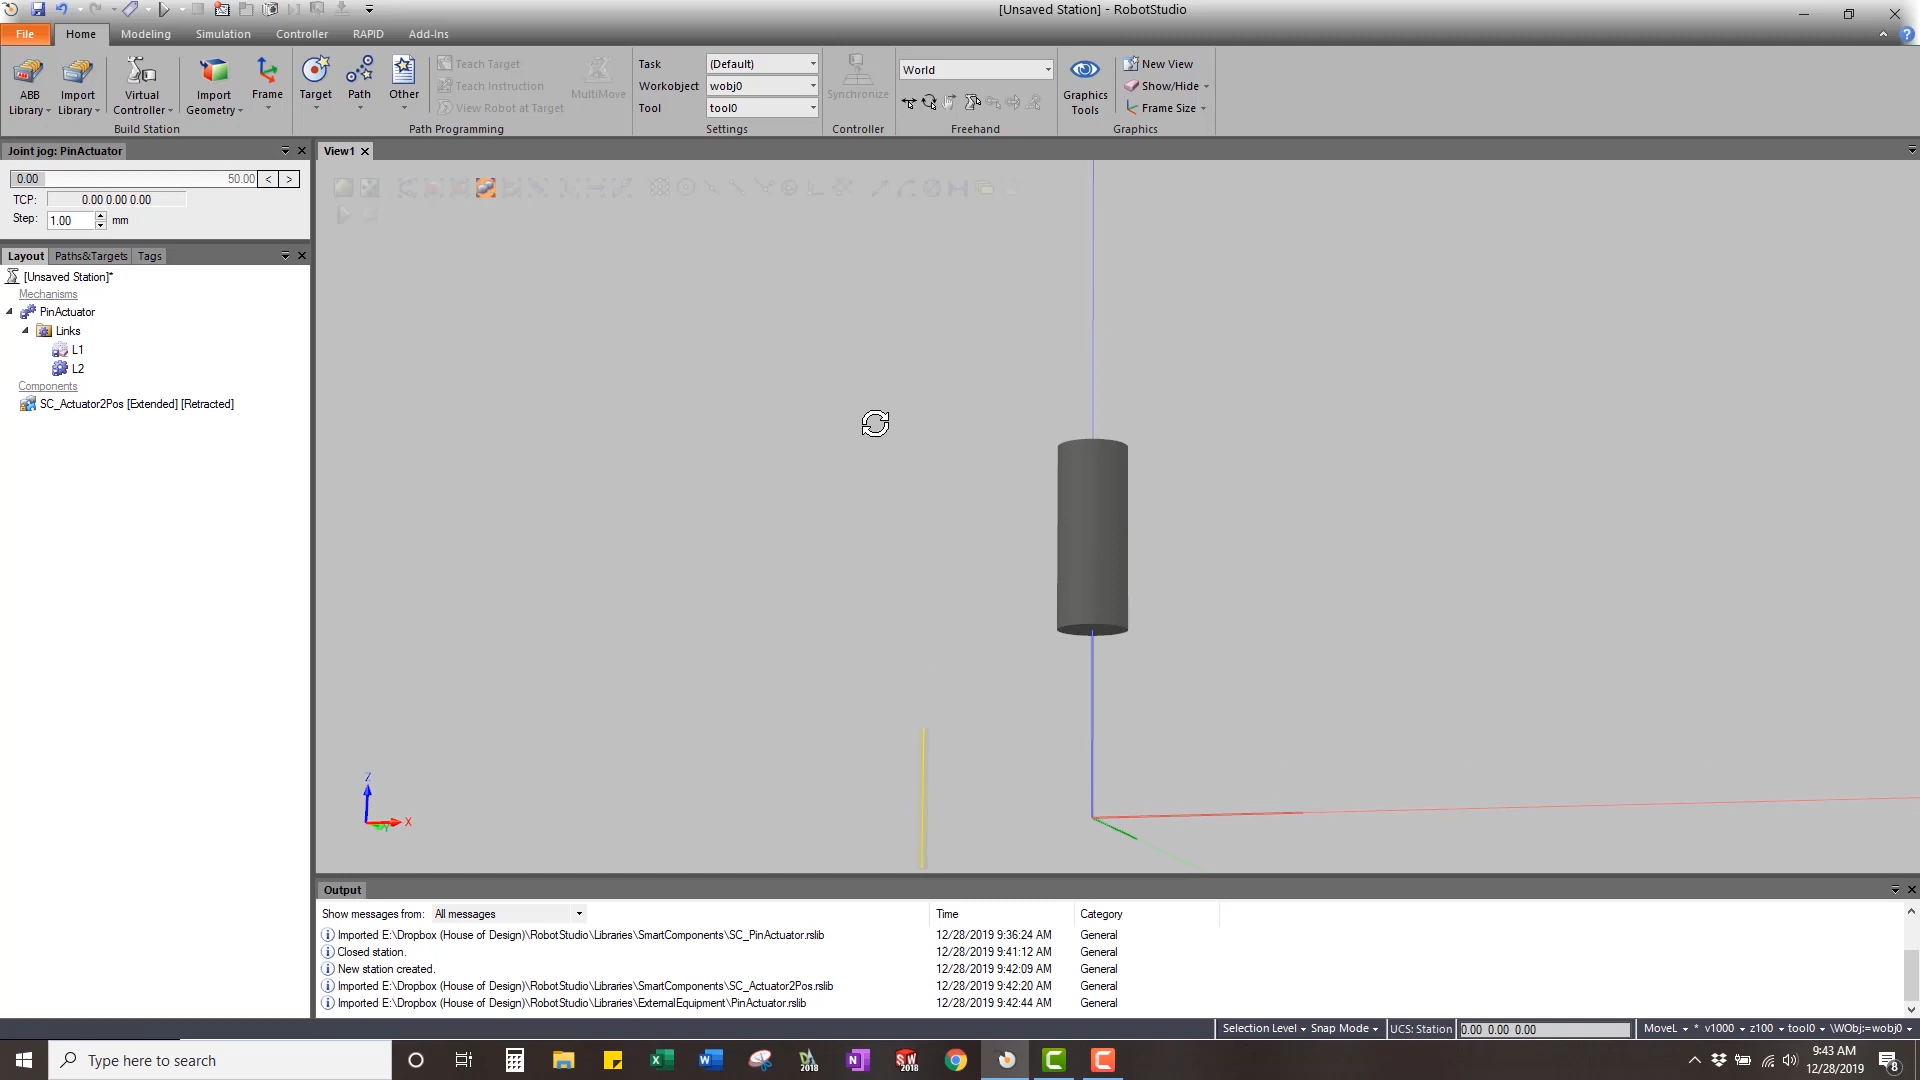 [Unsaved Station] - RobotStudio
File Home Modeling Simulation Controller RAPID Add-Ins
ABB Library
Import Library
Virtual Controller
Import Geometry
Frame
Build Station
Target
Path
Other
Teach Target
Teach Instruction
View Robot at Target
MultiMove
Path Programming
Task (Default)
Workobject wobj0
Tool tool0
Settings
Synchronize
Controller
World
Freehand
Graphics Tools
New View
Show/Hide
Frame Size
Graphics
Joint jog: PinActuator
0.00 50.00 < >
TCP: 0.00 0.00 0.00
Step: 1.00 mm
Layout Paths&Targets Tags
[Unsaved Station]*
Mechanisms
PinActuator
Links
L1
L2
Components
SC_Actuator2Pos [Extended] [Retracted]
View1
Z
X
Y
Output
Show messages from: All messages Time Category
Imported E:\Dropbox (House of Design)\RobotStudio\Libraries\SmartComponents\SC_PinActuator.rslib 12/28/2019 9:36:24 AM General
Closed station. 12/28/2019 9:41:12 AM General
New station created. 12/28/2019 9:42:09 AM General
Imported E:\Dropbox (House of Design)\RobotStudio\Libraries\SmartComponents\SC_Actuator2Pos.rslib 12/28/2019 9:42:20 AM General
Imported E:\Dropbox (House of Design)\RobotStudio\Libraries\ExternalEquipment\PinActuator.rslib 12/28/2019 9:42:44 AM General
Selection Level Snap Mode UCS: Station 0.00 0.00 0.00 MoveL * v1000 z100 tool0 \WObj:=wobj0
Type here to search
2018
2018
9:43 AM
12/28/2019
8